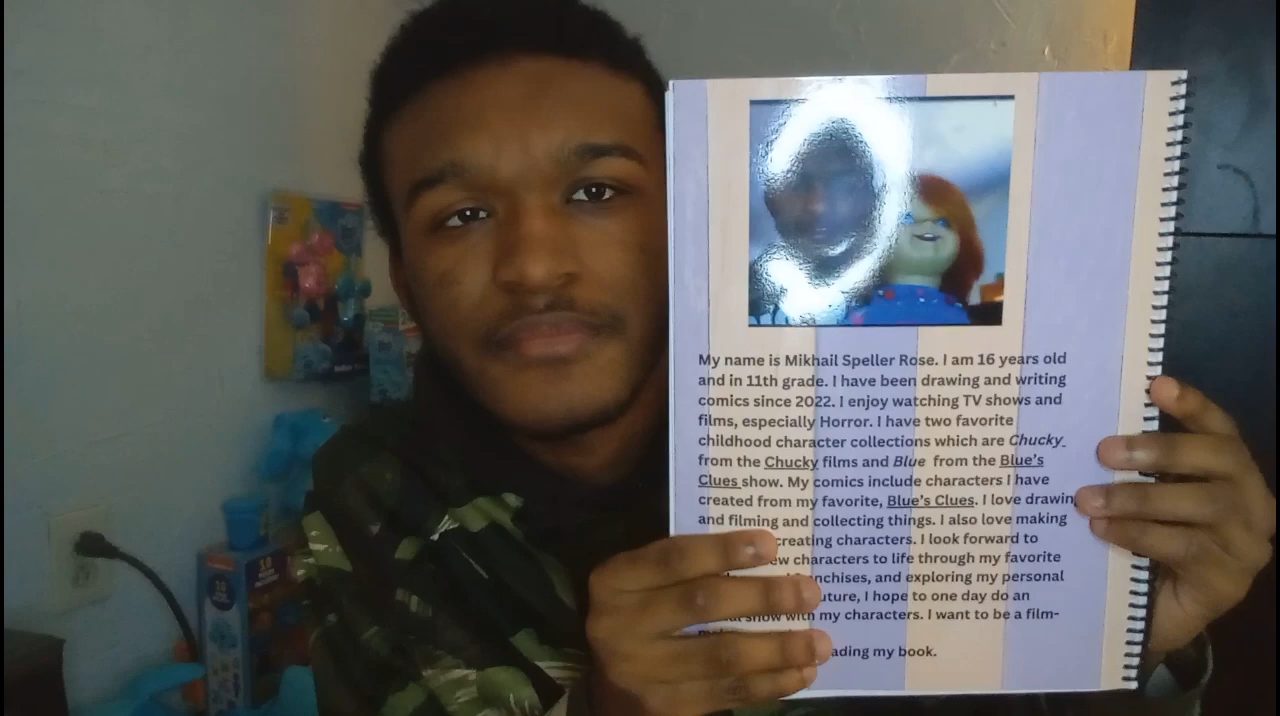 My name is Mikhail Speller Rose. I am 16 years old
and in 11th grade. I have been drawing and writing
comics since 2022. I enjoy watching TV shows and
films, especially Horror. I have two favorite
childhood character collections which are Chucky
from the Chucky films and Blue from the Blue's
Clues show. My comics include characters I have
created from my favorite, Blue's Clues. I love drawin
and filming and collecting things. I also love making
creating characters. I look forward to
ew characters to life through my favorite
nchises, and exploring my personal
uture, I hope to one day do an
show with my characters. I want to be a film-
ading my book.